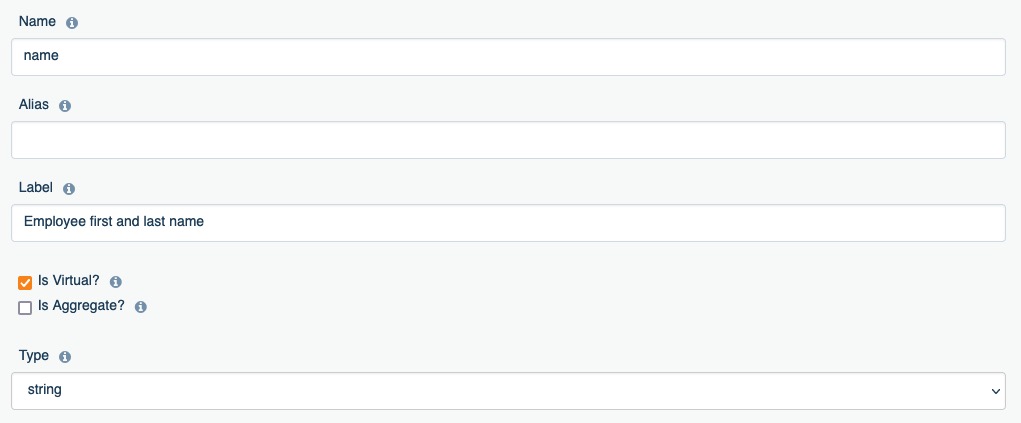 Name
name
Alias
Label
Employee first and last name
Is Virtual?
Is Aggregate?
Type
string